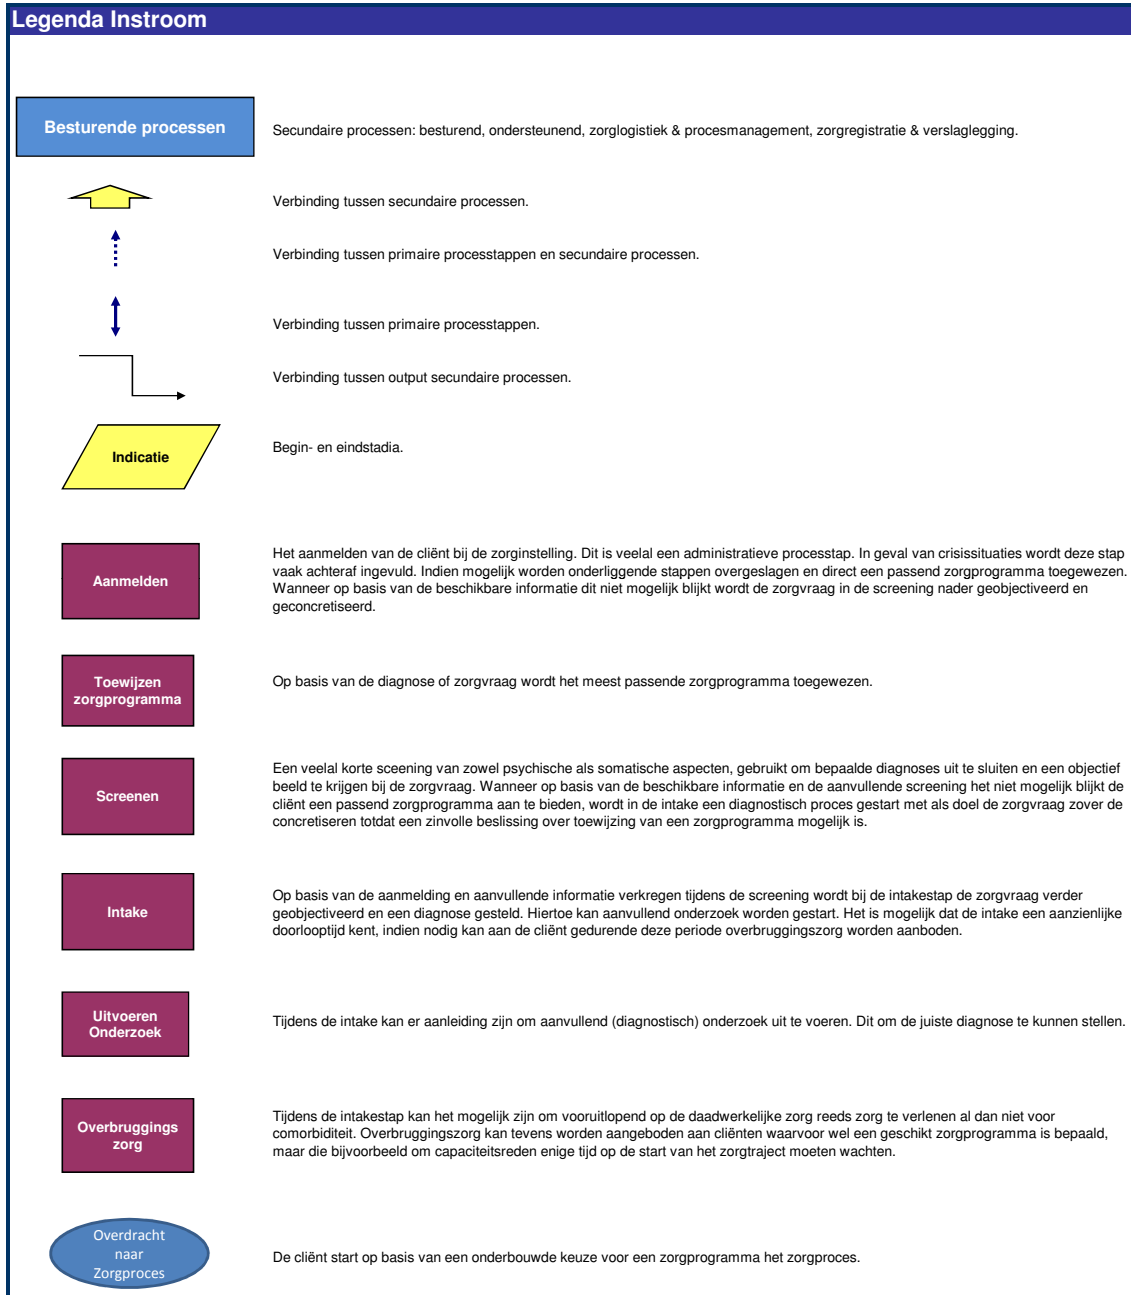 Legenda Instroom
Besturende processen
Secundaire processen: besturend, ondersteunend, zorglogistiek & procesmanagement, zorgregistratie & verslaglegging.
Verbinding tussen secundaire processen.
Verbinding tussen primaire processtappen en secundaire processen.
Verbinding tussen primaire processtappen.
Verbinding tussen output secundaire processen.
Indicatie
Begin- en eindstadia.
Aanmelden
Het aanmelden van de cliënt bij de zorginstelling. Dit is veelal een administratieve processtap. In geval van crisissituaties wordt deze stap
vaak achteraf ingevuld. Indien mogelijk worden onderliggende stappen overgeslagen en direct een passend zorgprogramma toegewezen.
Wanneer op basis van de beschikbare informatie dit niet mogelijk blijkt wordt de zorgvraag in de screening nader geobjectiveerd en
geconcretiseerd.
Toewijzen
zorgprogramma
Op basis van de diagnose of zorgvraag wordt het meest passende zorgprogramma toegewezen.
Screenen
Een veelal korte sceening van zowel psychische als somatische aspecten, gebruikt om bepaalde diagnoses uit te sluiten en een objectief
beeld te krijgen bij de zorgvraag. Wanneer op basis van de beschikbare informatie en de aanvullende screening het niet mogelijk blijkt de
cliënt een passend zorgprogramma aan te bieden, wordt in de intake een diagnostisch proces gestart met als doel de zorgvraag zover de
concretiseren totdat een zinvolle beslissing over toewijzing van een zorgprogramma mogelijk is.
Intake
Op basis van de aanmelding en aanvullende informatie verkregen tijdens de screening wordt bij de intakestap de zorgvraag verder
geobjectiveerd en een diagnose gesteld. Hiertoe kan aanvullend onderzoek worden gestart. Het is mogelijk dat de intake een aanzienlijke
doorlooptijd kent, indien nodig kan aan de cliënt gedurende deze periode overbruggingszorg worden aanboden.
Uitvoeren
Onderzoek
Tijdens de intake kan er aanleiding zijn om aanvullend (diagnostisch) onderzoek uit te voeren. Dit om de juiste diagnose te kunnen stellen.
Overbruggings
zorg
Tijdens de intakestap kan het mogelijk zijn om vooruitlopend op de daadwerkelijke zorg reeds zorg te verlenen al dan niet voor
comorbiditeit. Overbruggingszorg kan tevens worden aangeboden aan cliënten waarvoor wel een geschikt zorgprogramma is bepaald,
maar die bijvoorbeeld om capaciteitsreden enige tijd op de start van het zorgtraject moeten wachten.
Overdracht
naar
Zorgproces
De cliënt start op basis van een onderbouwde keuze voor een zorgprogramma het zorgproces.